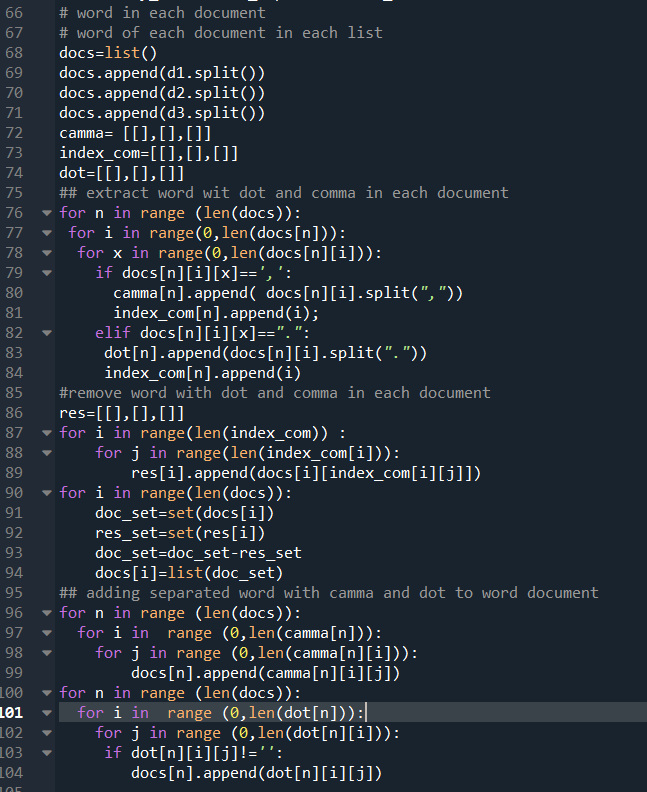 66 # word in each document
67 # word of each document in each list
68 docs=list()
69 docs.append(d1.split())
70 docs.append(d2.split())
71 docs.append(d3.split())
72 camma= [[],[],[]]
73 index_com=[[],[],[]]
74 dot=[[],[],[]]
75 ## extract word wit dot and comma in each document
76 for n in range (len(docs)):
77 for i in range(0,len(docs[n])):
78 for x in range(0,len(docs[n][i])):
79 if docs[n][i][x]==',':
80 camma[n].append( docs[n][i].split(","))
81 index_com[n].append(i);
82 elif docs[n][i][x]==".":
83 dot[n].append(docs[n][i].split("."))
84 index_com[n].append(i)
85 #remove word with dot and comma in each document
86 res=[[],[],[]]
87 for i in range(len(index_com)) :
88 for j in range(len(index_com[i])):
89 res[i].append(docs[i][index_com[i][j]])
90 for i in range(len(docs)):
91 doc_set=set(docs[i])
92 res_set=set(res[i])
93 doc_set=doc_set-res_set
94 docs[i]=list(doc_set)
95 ## adding separated word with camma and dot to word document
96 for n in range (len(docs)):
97 for i in  range (0,len(camma[n])):
98 for j in range (0,len(camma[n][i])):
99 docs[n].append(camma[n][i][j])
100 for n in range (len(docs)):
101 for i in  range (0,len(dot[n])):
102 for j in range (0,len(dot[n][i])):
103 if dot[n][i][j]!='':
104 docs[n].append(dot[n][i][j])